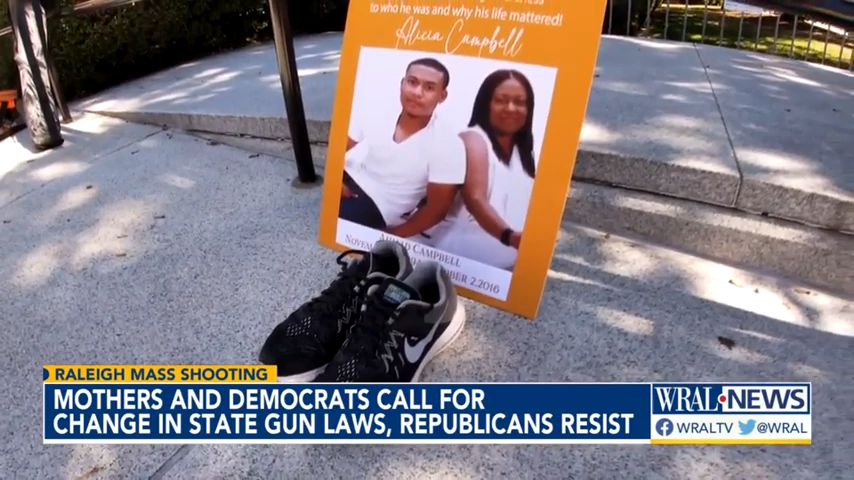 to who he was and why his life mattered!
Alicia Campbell
CAMPBELL
2.2016
RALEIGH MASS SHOOTING
MOTHERS AND DEMOCRATS CALL FOR
CHANGE IN STATE GUN LAWS, REPUBLICANS RESIST
WRAL NEWS
WRALTV @WRAL